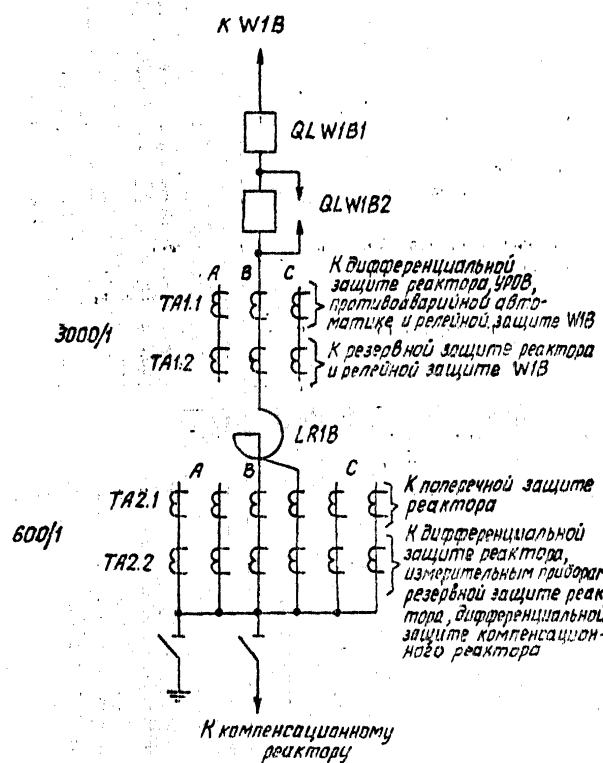 К W1B
QLW1B1
QLW1B2
A B C
TA1.1
К дифференциальной
защите реактора, УРОВ,
противоаварийной авто-
матике и релейной защите W1B
3000/1
TA1.2
К резервной защите реактора
и релейной защите W1B
LR1B
A B C
TA2.1
К поперечной защите
реактора
600/1
TA2.2
К дифференциальной
защите реактора,
измерительным приборам
резервной защите реак
тора, дифференциальной
защите компенсацион-
ного реактора
К компенсационному
реактору